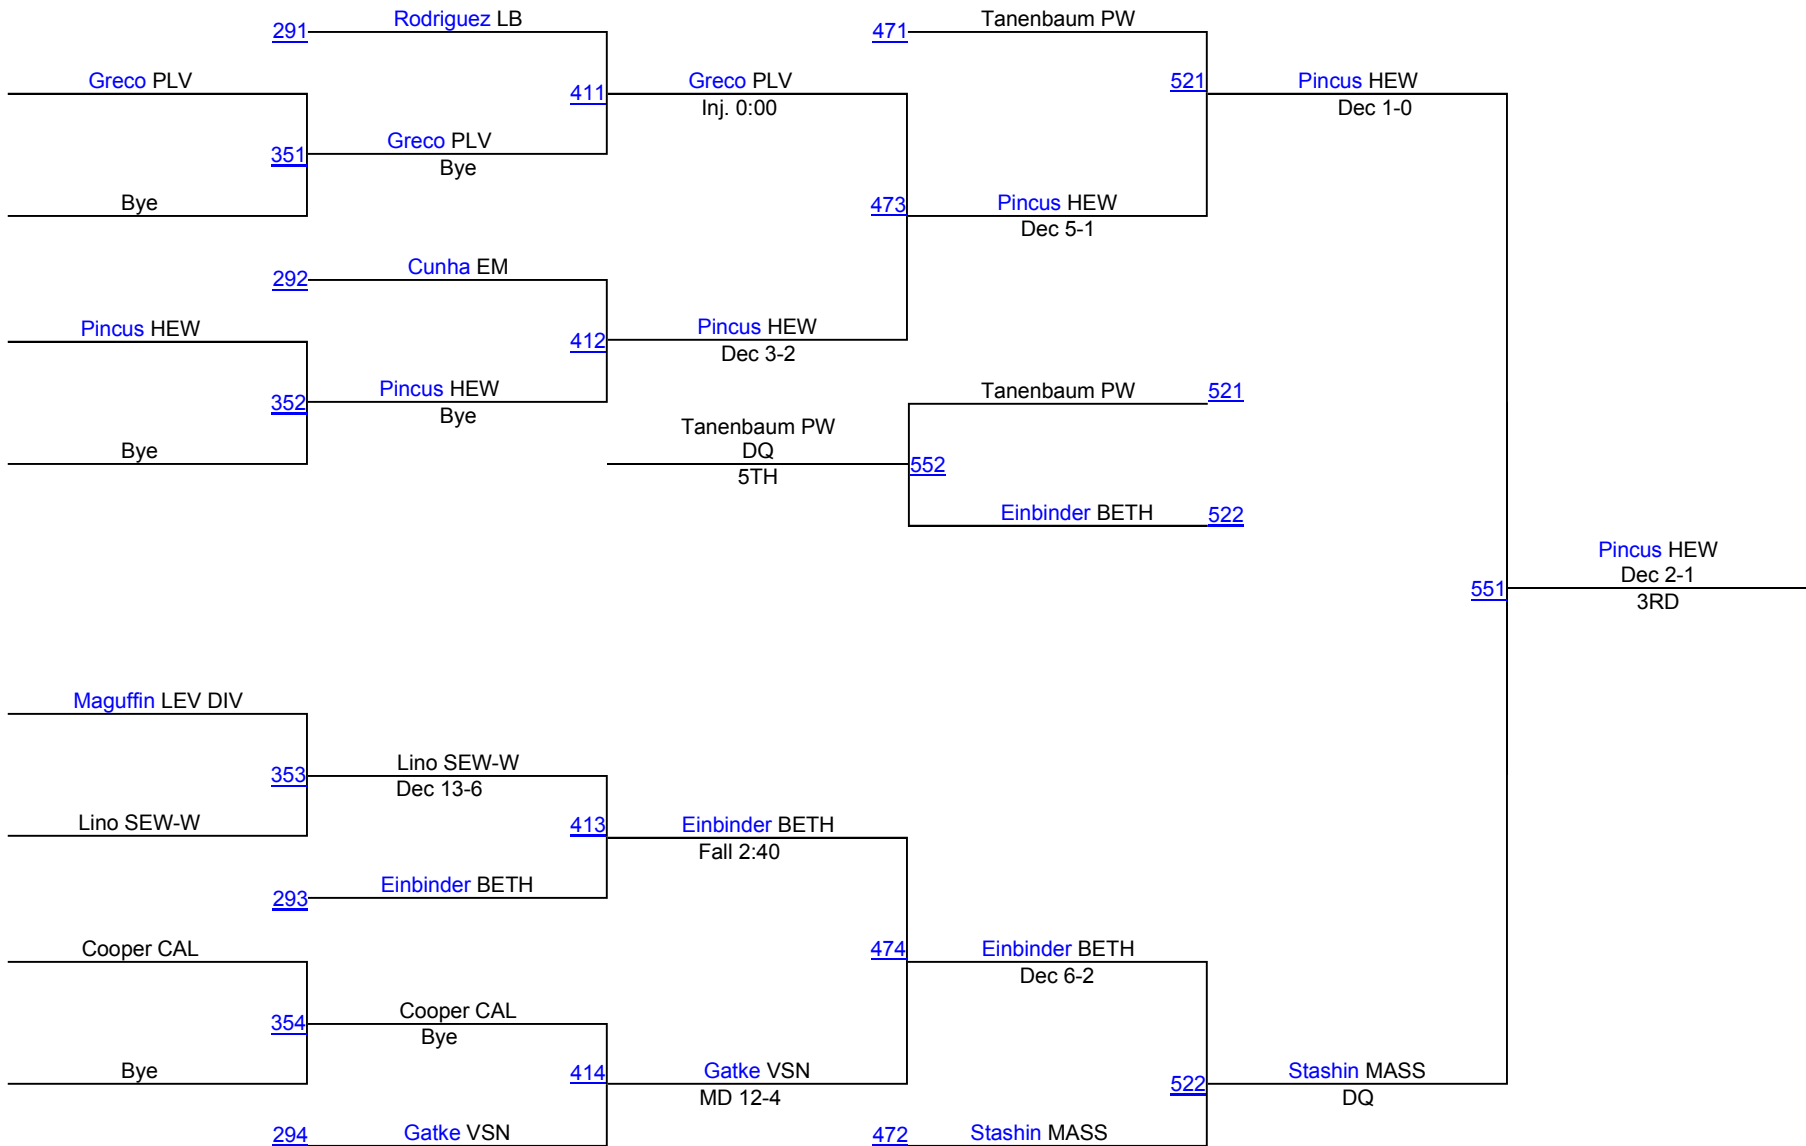 Rodriguez LB
291
Tanenbaum PW
471
Greco PLV
411
Greco PLV
Inj. 0:00
521
Pincus HEW
Dec 1-0
351
Greco PLV
Bye
Bye
473
Pincus HEW
Dec 5-1
292
Cunha EM
Pincus HEW
412
Pincus HEW
Dec 3-2
352
Pincus HEW
Bye
Tanenbaum PW
521
Bye
Tanenbaum PW
DQ
5TH
552
Einbinder BETH
522
551
Pincus HEW
Dec 2-1
3RD
Maguffin LEV DIV
353
Lino SEW-W
Dec 13-6
Lino SEW-W
413
Einbinder BETH
Fall 2:40
293
Einbinder BETH
Cooper CAL
474
Einbinder BETH
Dec 6-2
354
Cooper CAL
Bye
Bye
414
Gatke VSN
MD 12-4
522
Stashin MASS
DQ
294
Gatke VSN
472
Stashin MASS